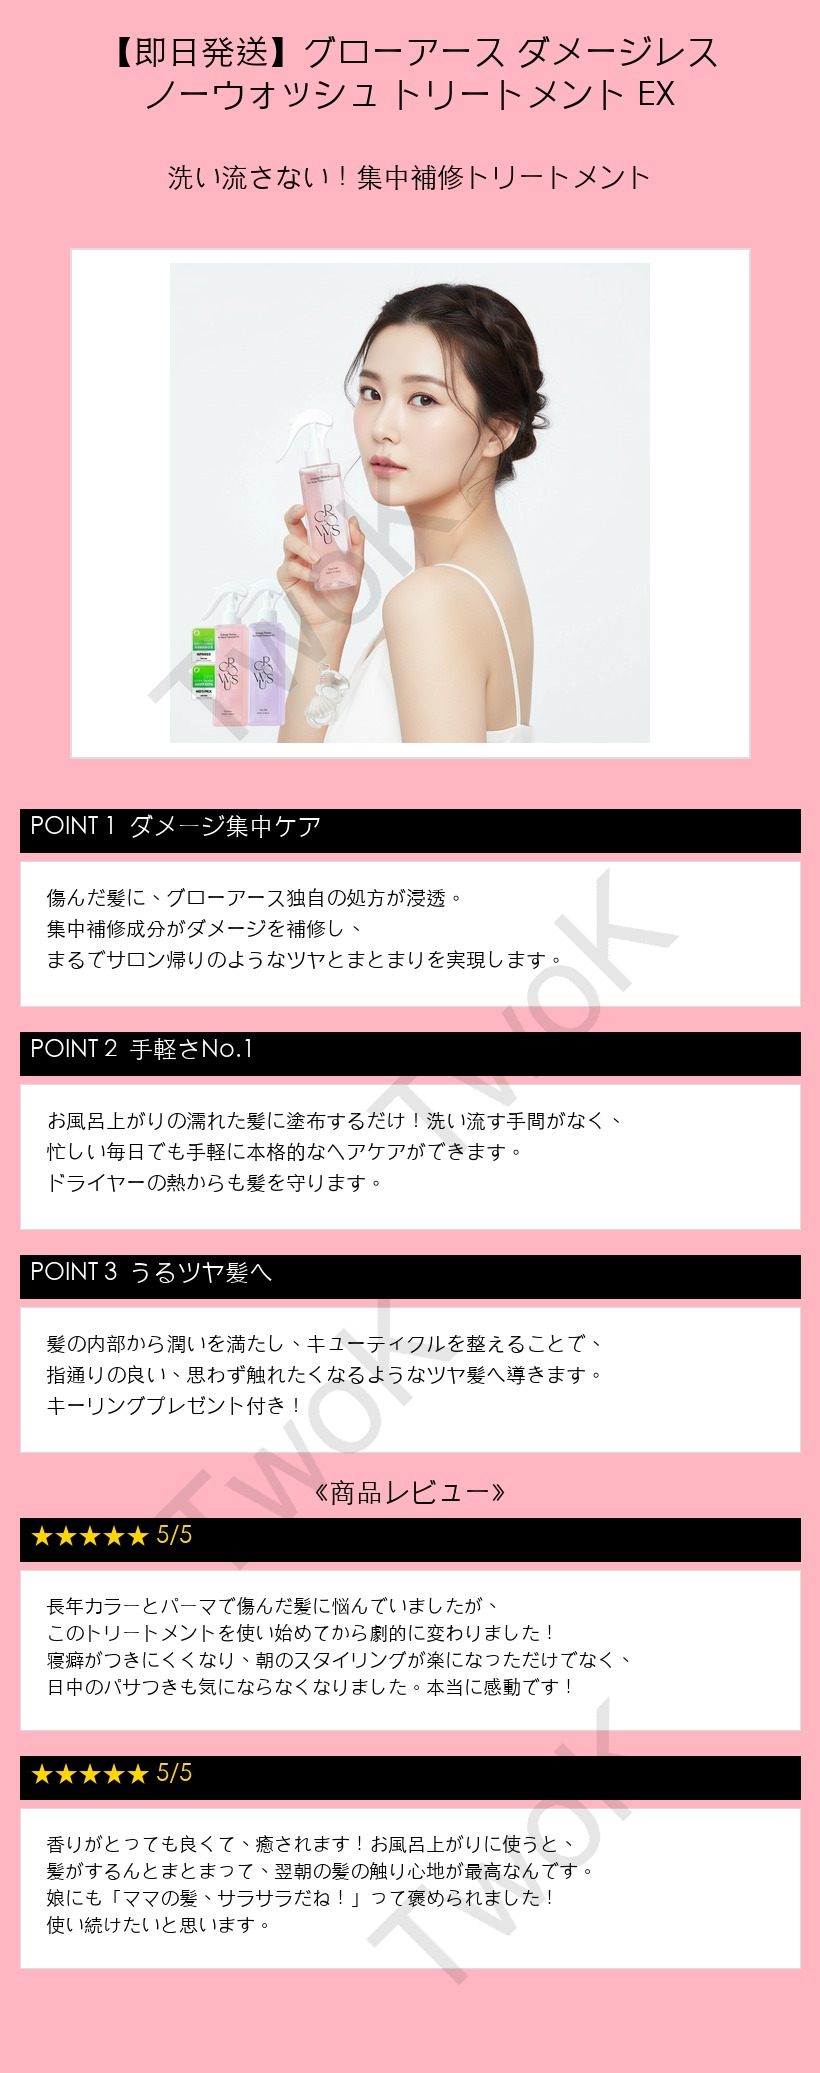 【即日発送】グローアース ダメージレス
ノーウォッシュ トリートメント EX
洗い流さない！集中補修トリートメント
GROWUS
GROWUS
GROWUS
TwoK
POINT 1 ダメージ集中ケア
傷んだ髪に、グローアース独自の処方が浸透。
集中補修成分がダメージを補修し、
まるでサロン帰りのようなツヤとまとまりを実現します。
TwoK
POINT 2 手軽さNo.1
お風呂上がりの濡れた髪に塗布するだけ！洗い流す手間がなく、
忙しい毎日でも手軽に本格的なヘアケアができます。
ドライヤーの熱からも髪を守ります。
POINT 3 うるツヤ髪へ
髪の内部から潤いを満たし、キューティクルを整えることで、
指通りの良い、思わず触れたくなるようなツヤ髪へ導きます。
キーリングプレゼント付き！
TwoK
《商品レビュー》
★★★★★ 5/5
長年カラーとパーマで傷んだ髪に悩んでいましたが、
このトリートメントを使い始めてから劇的に変わりました！
寝癖がつきにくくなり、朝のスタイリングが楽になっただけでなく、
日中のパサつきも気にならなくなりました。本当に感動です！
★★★★★ 5/5
香りがとっても良くて、癒されます！お風呂上がりに使うと、
髪がするんとまとまって、翌朝の髪の触り心地が最高なんです。
娘にも「ママの髪、サラサラだね！」って褒められました！
使い続けたいと思います。
TwoK